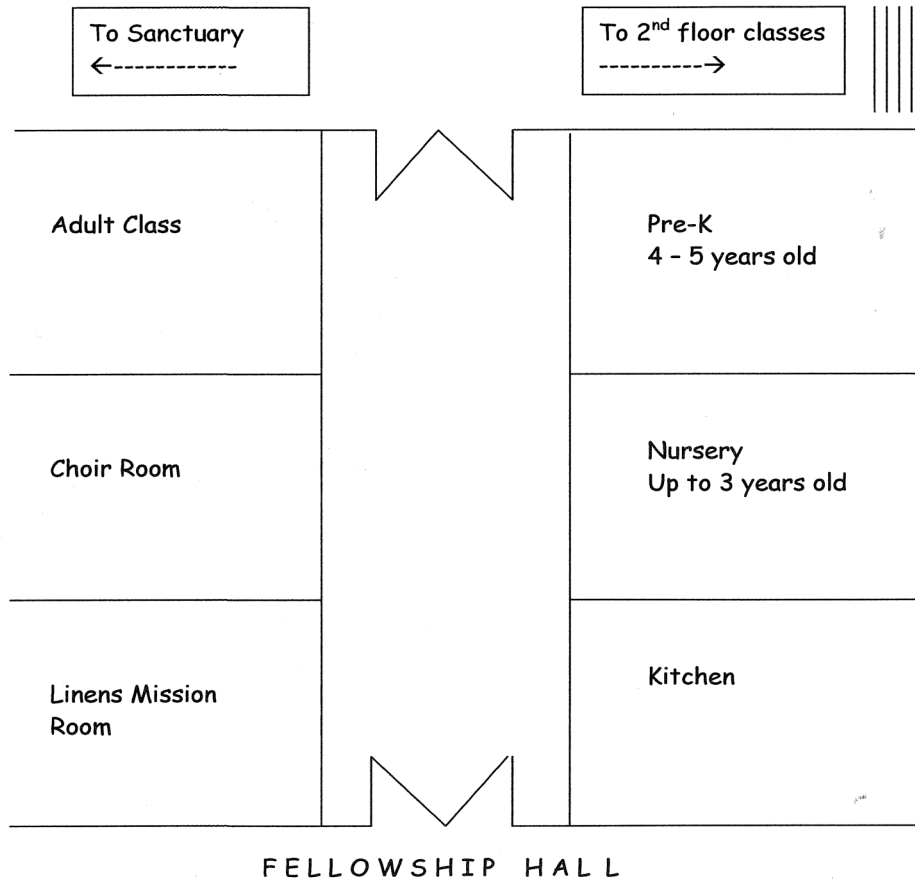 To Sanctuary
←------------
To 2nd floor classes
----------→
Adult Class
Pre-K
4 – 5 years old
Choir Room
Nursery
Up to 3 years old
Linens Mission
Room
Kitchen
FELLOWSHIP HALL